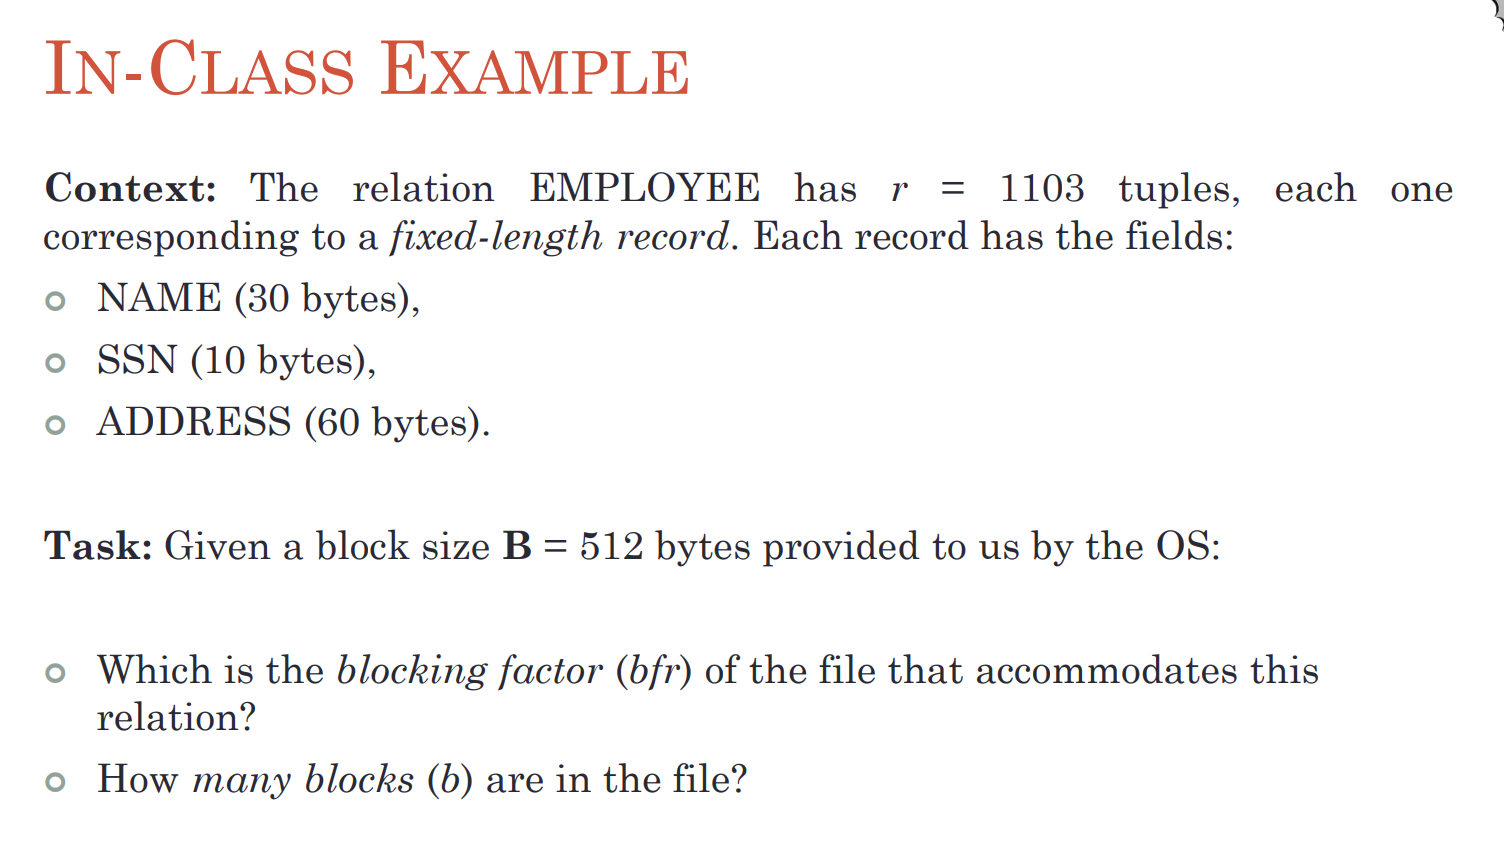 IN-CLASS EXAMPLE
Context: The relation EMPLOYEE has r = 1103 tuples, each one
corresponding to a fixed-length record. Each record has the fields:
NAME (30 bytes),
SSN (10 bytes),
ADDRESS (60 bytes).
Task: Given a block size B = 512 bytes provided to us by the OS:
Which is the blocking factor (bfr) of the file that accommodates this
relation?
How many blocks (b) are in the file?